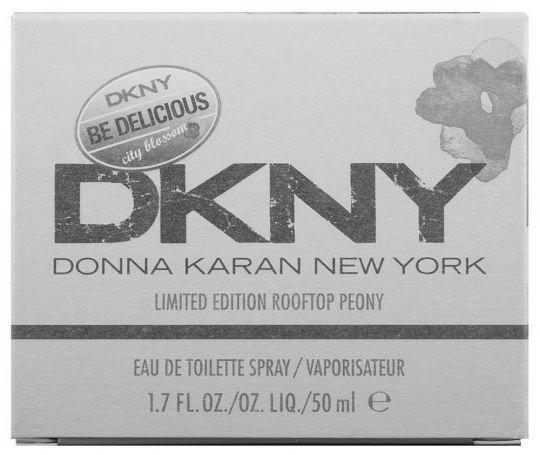 DKNY
BE DELICIOUS
city blossom
DKNY
DONNA KARAN NEW YORK
LIMITED EDITION ROOFTOP PEONY
EAU DE TOILETTE SPRAY / VAPORISATEUR
1.7 FL. OZ./OZ. LIQ./50 ml ℮